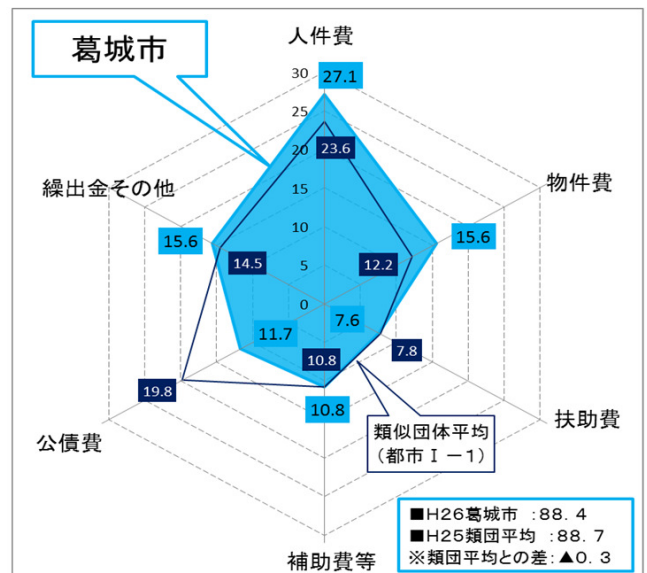 葛城市
人件費
30
27.1
25
20
23.6
15
10
5
0
物件費
15.6
12.2
繰出金その他
15.6
14.5
11.7
7.6
7.8
10.8
10.8
19.8
公債費
扶助費
類似団体平均
（都市Ⅰ－1）
補助費等
■H26葛城市 ：88.4
■H25類団平均 ：88.7
※類団平均との差：▲0.3